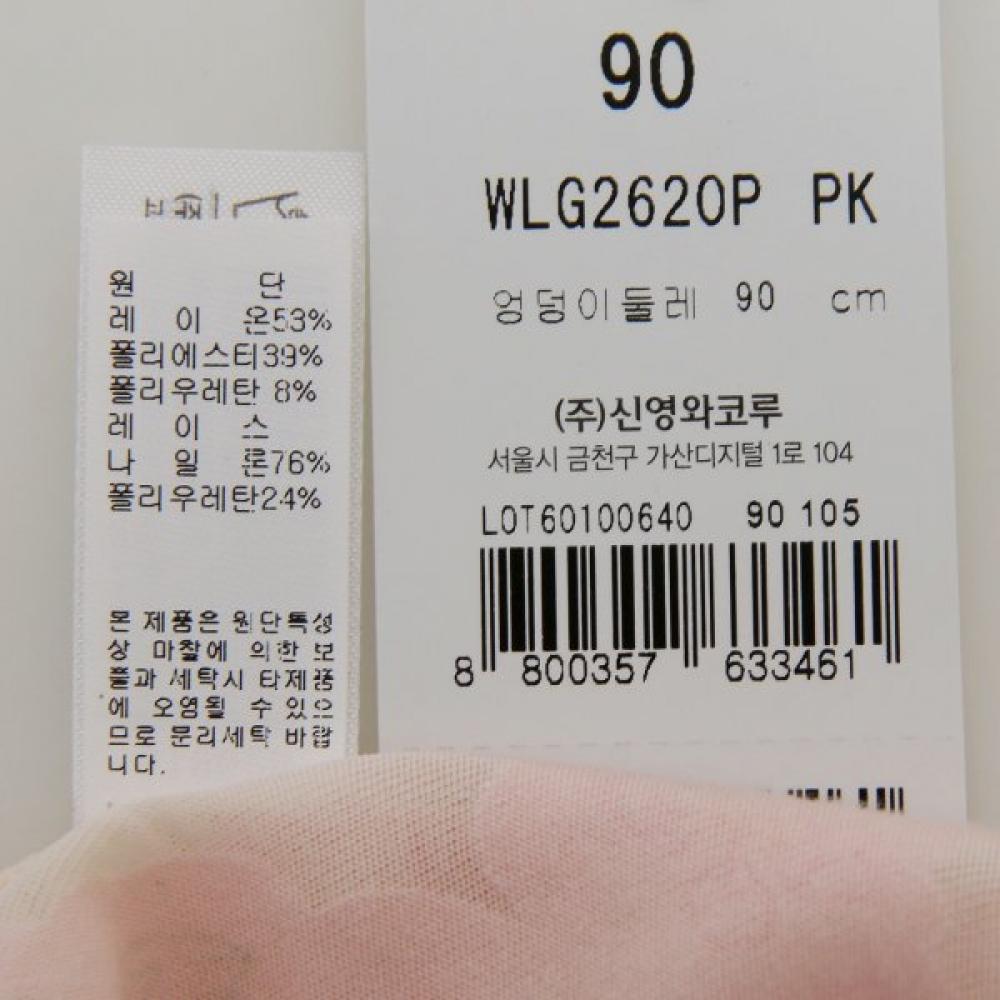 원 단
레 이 온53%
폴리에스터39%
폴리우레탄 8%
레 이 스
나 일 론76%
폴리우레탄24%
본 제품은 원단특성
상 마찰에 의한 보
풀과 세탁시 타제품
에 오염될 수 있으
므로 분리세탁 바랍
니다.
90
WLG2620P PK
엉덩이둘레 90 cm
(주)신영와코루
서울시 금천구 가산디지털 1로 104
LOT60100640 90 105
8 800357 633461